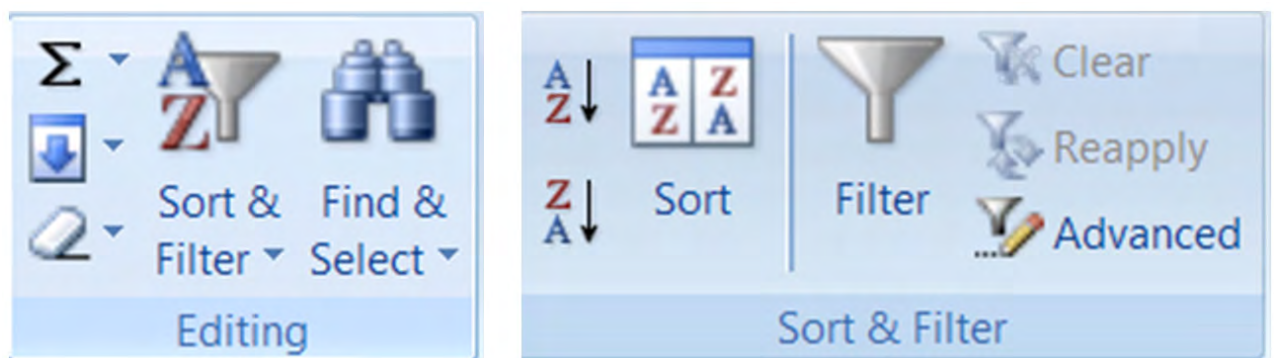 Σ
A
Z
Sort &
Filter
Find &
Select
Editing
A
Z
Z
A
A Z
Z A
Sort
Filter
Clear
Reapply
Advanced
Sort & Filter